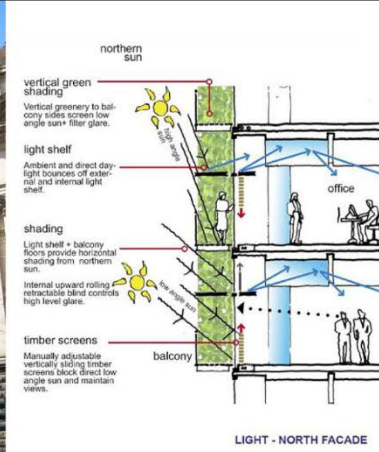 northern
sun
vertical green
shading
Vertical greenery to bal-
cony sides screen low
angle sun+ filter glare.
high angle
sun
light shelf
Ambient and direct day-
light bounces off exter-
nal and internal light
shelf.
office
shading
Light shelf + balcony
floors provide horizontal
shading from northern
sun.
Internal upward rolling
retractable blind controls
high level glare.
low angle sun
timber screens
Manually adjustable
vertically sliding timber
screens block direct low
angle sun and maintain
views.
balcony
LIGHT - NORTH FACADE